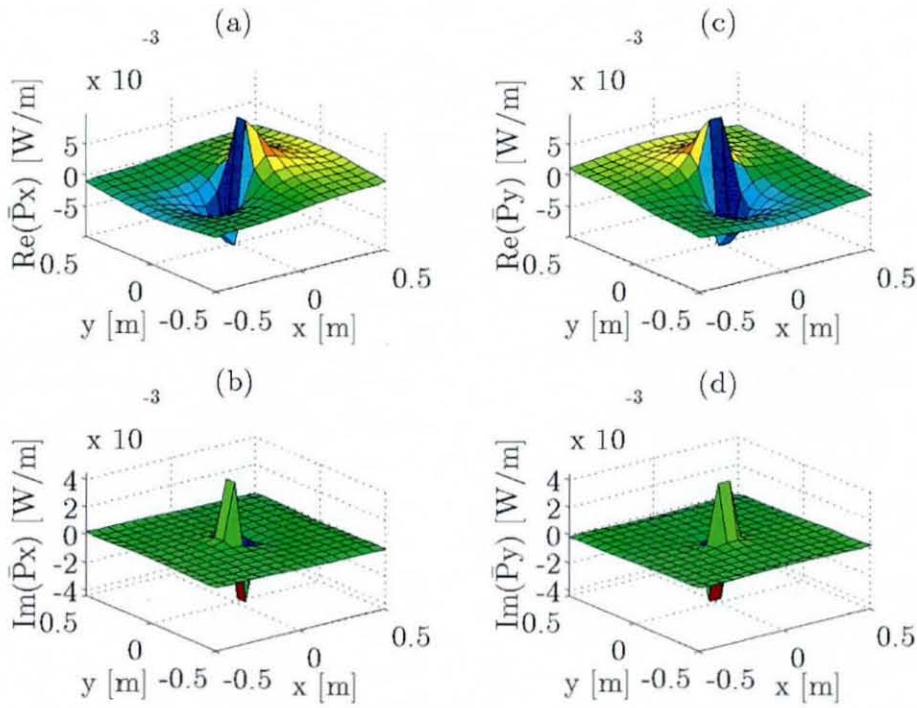 (a)
-3
x 10
Re(P̄x) [W/m]
5
0
-5
0.5
0
-0.5
y [m]
-0.5
0
0.5
x [m]
(c)
-3
x 10
Re(P̄y) [W/m]
5
0
-5
0.5
0
-0.5
y [m]
-0.5
0
0.5
x [m]
(b)
-3
x 10
Im(P̄x) [W/m]
4
2
0
-2
-4
0.5
0
-0.5
y [m]
-0.5
0
0.5
x [m]
(d)
-3
x 10
Im(P̄y) [W/m]
4
2
0
-2
-4
0.5
0
-0.5
y [m]
-0.5
0
0.5
x [m]